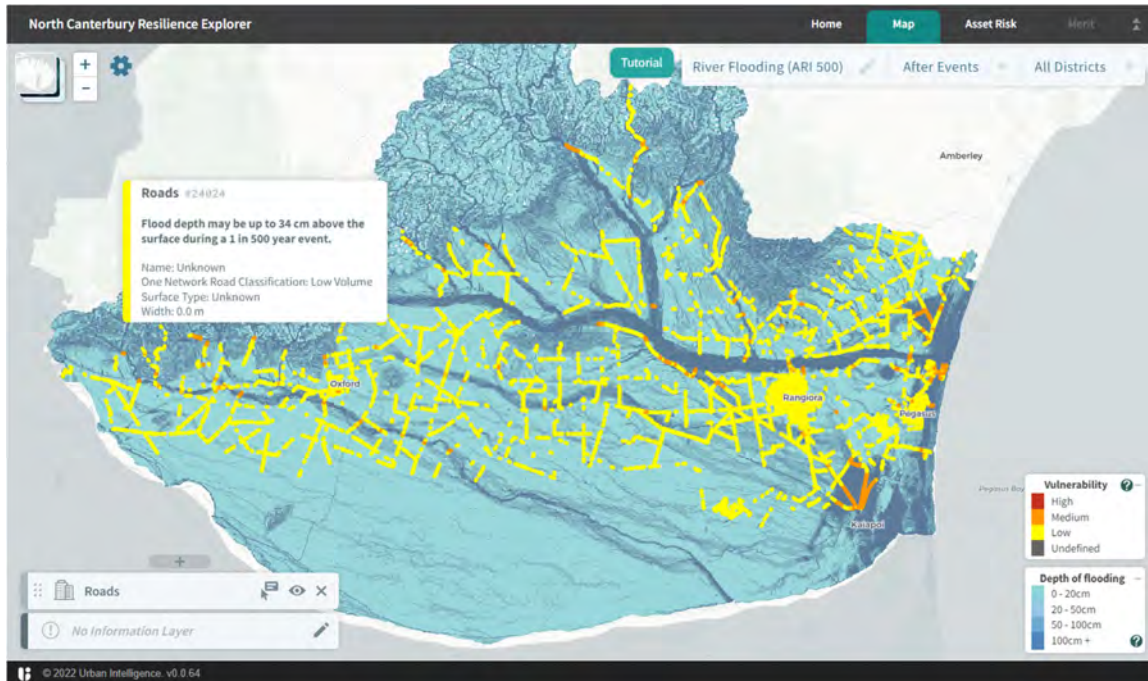 North Canterbury Resilience Explorer
Home
Map
Asset Risk
Merit
+
−
Tutorial
River Flooding (ARI 500)
After Events
All Districts
Amberley
Roads #24024
Flood depth may be up to 34 cm above the
surface during a 1 in 500 year event.
Name: Unknown
One Network Road Classification: Low Volume
Surface Type: Unknown
Width: 0.0 m
Oxford
Rangiora
Pegasus
Pegasus Bay
Kaiapoi
Vulnerability ? −
High
Medium
Low
Undefined
Depth of flooding −
0 - 20cm
20 - 50cm
50 - 100cm
100cm + ?
+
Roads
No Information Layer
© 2022 Urban Intelligence. v0.0.64